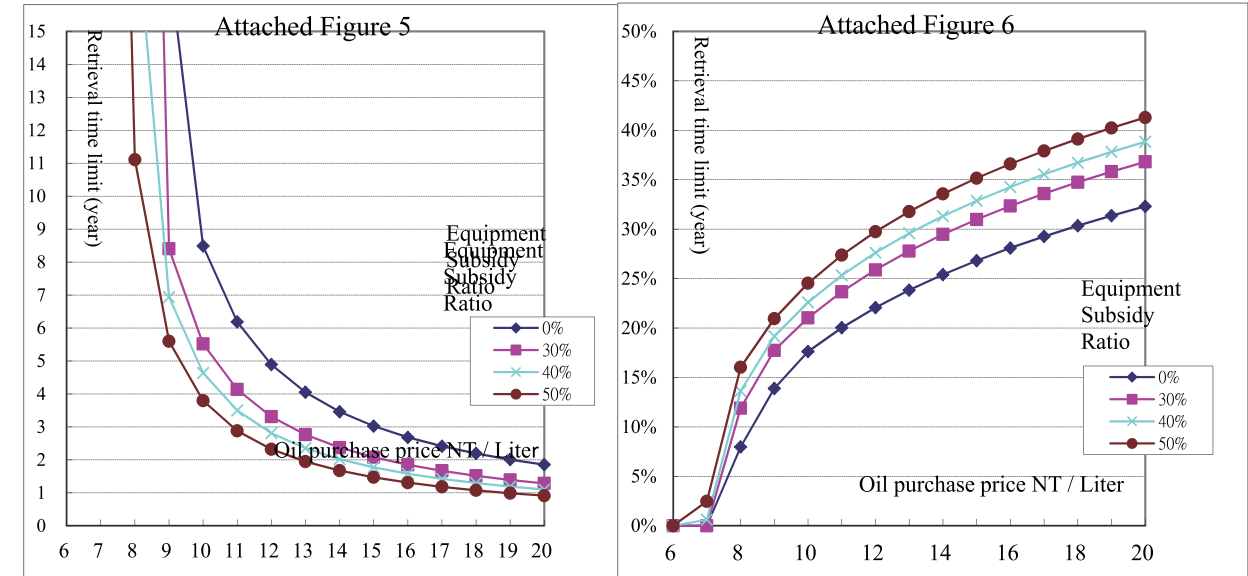 Attached Figure 5
15
14
13
12
11
10
9
8
7
6
5
4
3
2
1
0
Retrieval time limit (year)
Equipment
Subsidy
Ratio
Equipment
Subsidy
Ratio
0%
30%
40%
50%
Oil purchase price NT / Liter
6 7 8 9 10 11 12 13 14 15 16 17 18 19 20
Attached Figure 6
50%
45%
40%
35%
30%
25%
20%
15%
10%
5%
0%
Retrieval time limit (year)
Equipment
Subsidy
Ratio
0%
30%
40%
50%
Oil purchase price NT / Liter
6 8 10 12 14 16 18 20